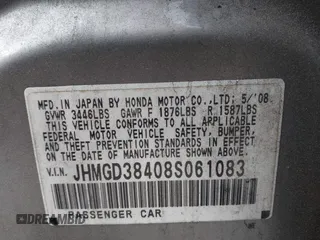 MFD. IN JAPAN BY HONDA MOTOR CO.,LTD; 5/'08
GVWR 3446LBS GAWR F 1876LBS R 1587LBS
THIS VEHICLE CONFORMS TO ALL APPLICABLE
FEDERAL MOTOR VEHICLE SAFETY, BUMPER,
AND THEFT PREVENTION STANDARDS IN EFFECT
ON THE DATE OF MANUFACTURE SHOWN ABOVE.
V.I.N. JHMGD38408S061083
PASSENGER CAR
DREAMBID